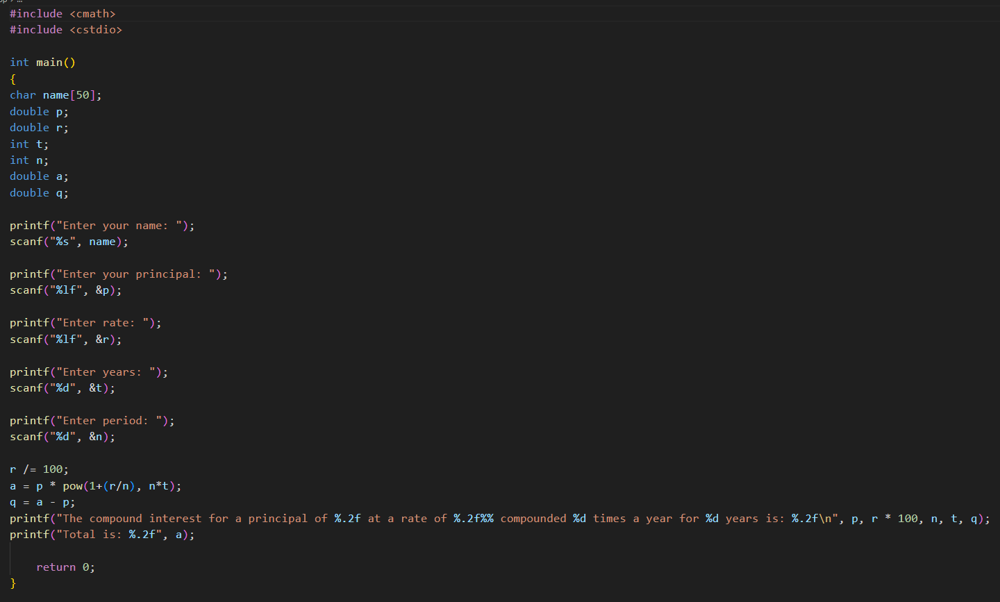 #include <cmath>
#include <cstdio>
int main()
{
char name[50];
double p;
double r;
int t;
int n;
double a;
double q;
printf("Enter your name: ");
scanf("%s", name);
printf("Enter your principal: ");
scanf("%lf", &p);
printf("Enter rate: ");
scanf("%lf", &r);
printf("Enter years: ");
scanf("%d", &t);
printf("Enter period: ");
scanf("%d", &n);
r /= 100;
a = p * pow(1+(r/n), n*t);
q = a - p;
printf("The compound interest for a principal of %.2f at a rate of %.2f%% compounded %d times a year for %d years is: %.2f\n", p, r * 100, n, t, q);
printf("Total is: %.2f", a);
    return 0;
}